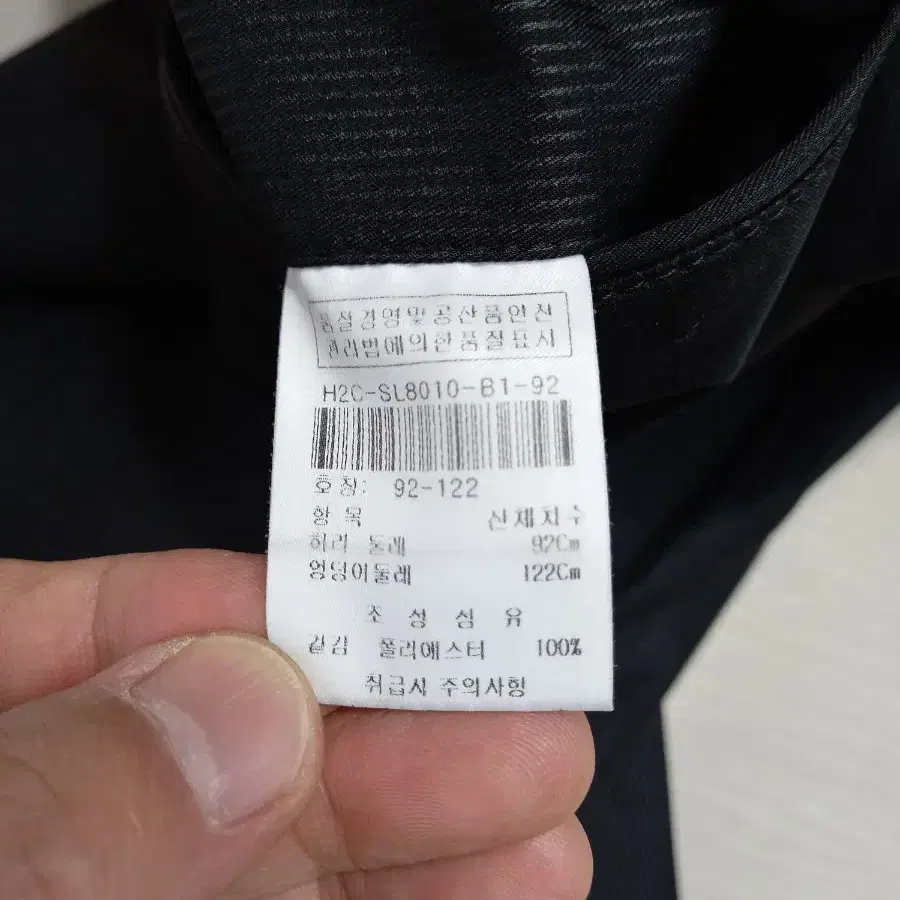 품질경영및공산품안전
관리법에의한품질표시
H2C-SL8010-B1-92
호칭: 92-122
항 목 신체치수
허리 둘레 92Cm
엉덩이둘레 122Cm
조 성 섬 유
겉감 폴리에스터 100%
취급시 주의사항